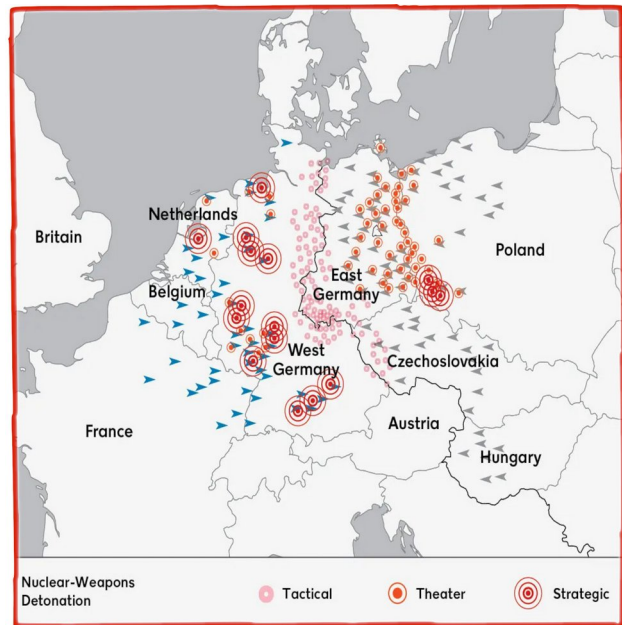 Netherlands
Britain
Poland
East
Germany
Belgium
West
Germany
Czechoslovakia
France
Austria
Hungary
Nuclear-Weapons
Detonation
Tactical
Theater
Strategic